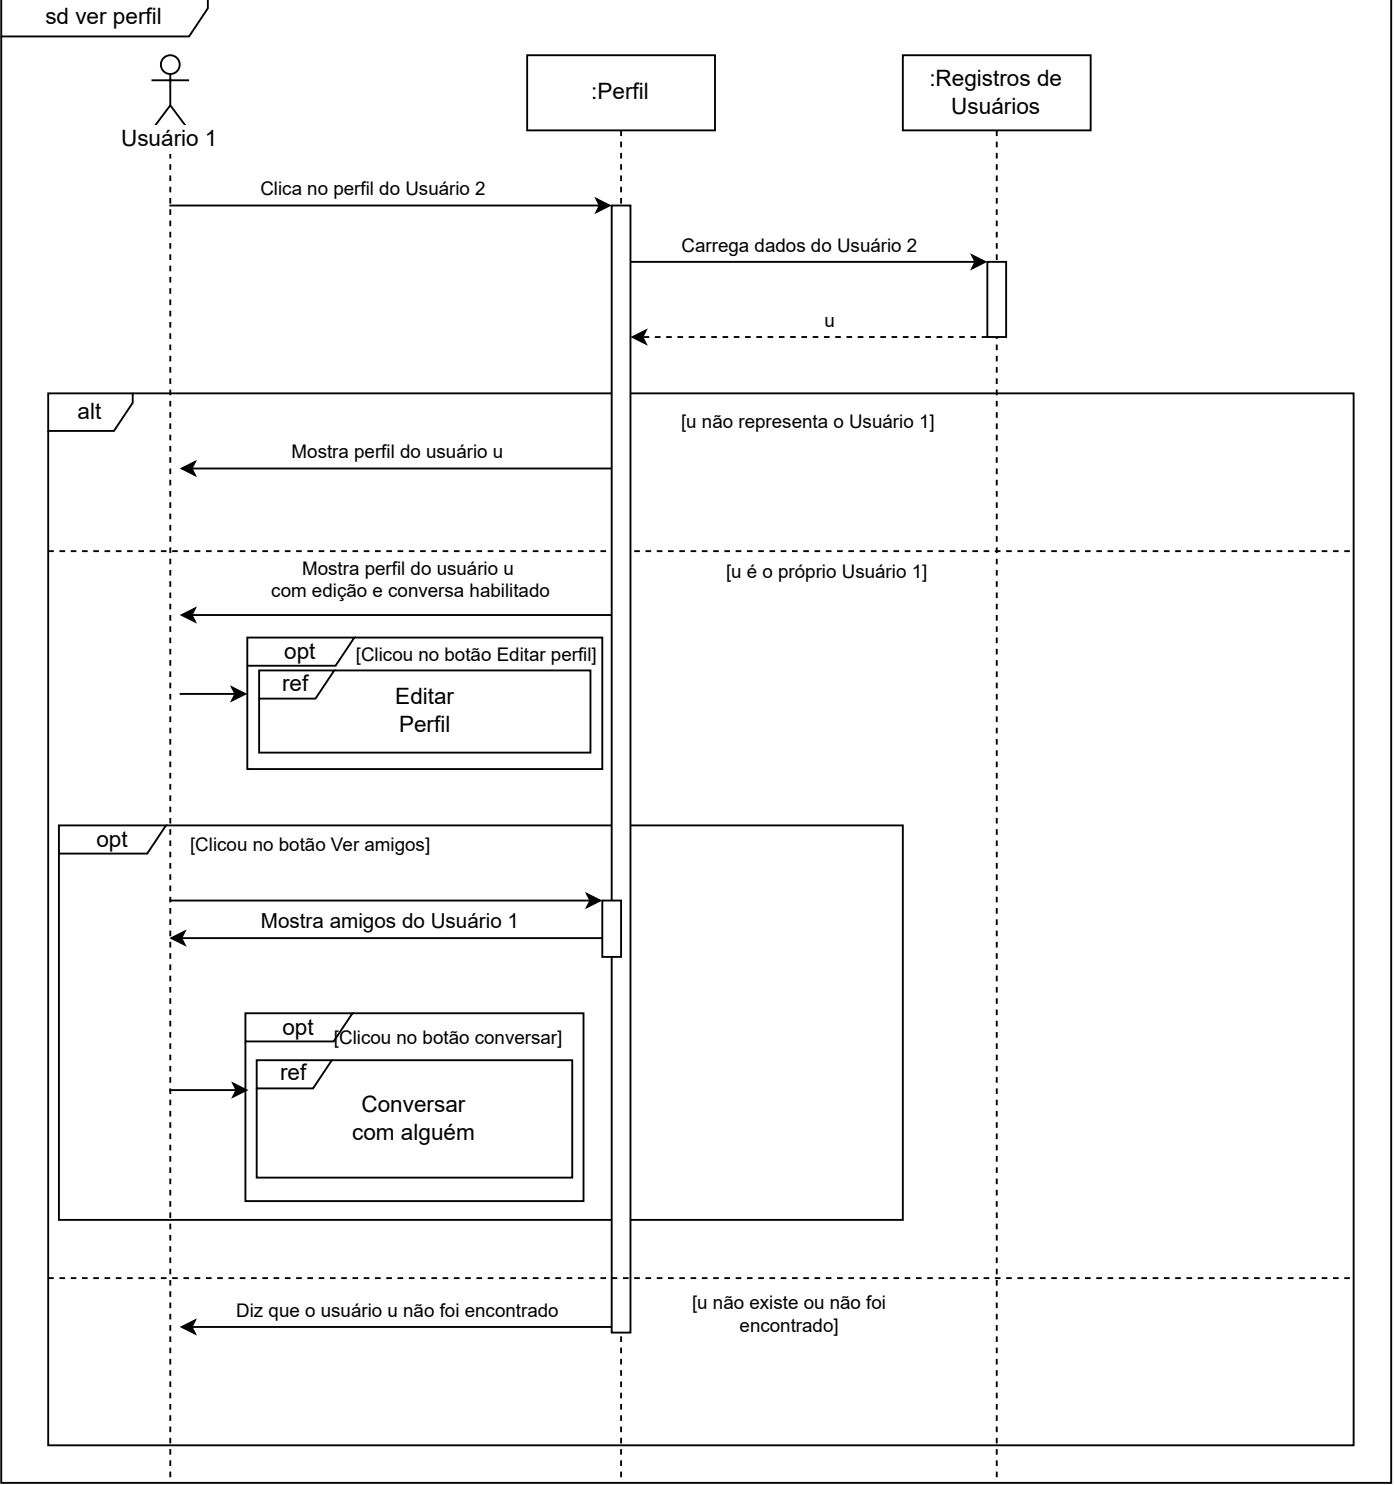 sd ver perfil
Usuário 1
:Perfil
:Registros de
Usuários
Clica no perfil do Usuário 2
Carrega dados do Usuário 2
u
alt
[u não representa o Usuário 1]
Mostra perfil do usuário u
Mostra perfil do usuário u
com edição e conversa habilitado
[u é o próprio Usuário 1]
opt
[Clicou no botão Editar perfil]
ref
Editar
Perfil
opt
[Clicou no botão Ver amigos]
Mostra amigos do Usuário 1
opt
[Clicou no botão conversar]
ref
Conversar
com alguém
[u não existe ou não foi
encontrado]
Diz que o usuário u não foi encontrado